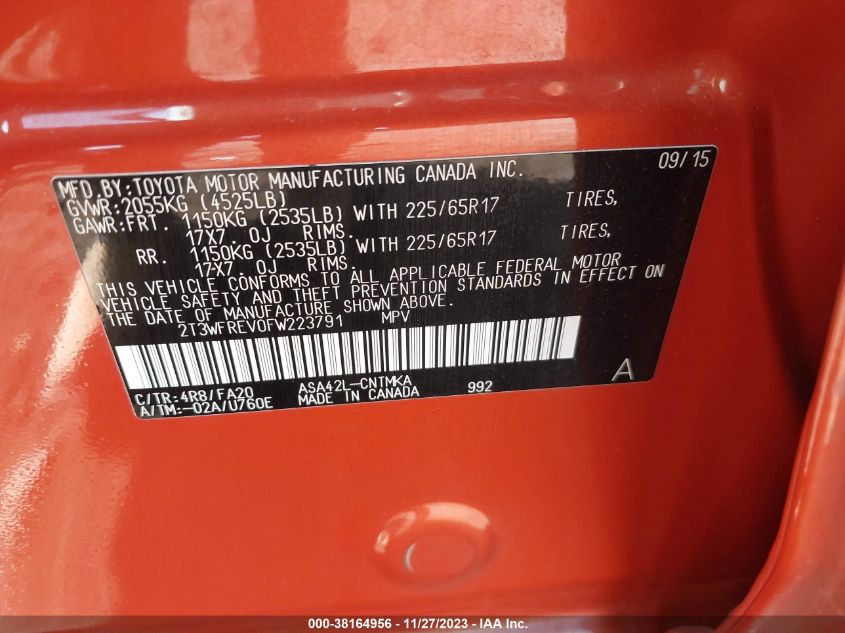 MFD.BY:TOYOTA MOTOR MANUFACTURING CANADA INC. 09/15
GVWR:2055KG (4525LB)
GAWR:FRT. 1150KG (2535LB) WITH 225/65R17 TIRES,
17X7.0J RIMS.
RR. 1150KG (2535LB) WITH 225/65R17 TIRES,
17X7.0J RIMS.
THIS VEHICLE CONFORMS TO ALL APPLICABLE FEDERAL MOTOR
VEHICLE SAFETY AND THEFT PREVENTION STANDARDS IN EFFECT ON
THE DATE OF MANUFACTURE SHOWN ABOVE.
2T3WFREV0FW223791 MPV
C/TR:4R8/FA20 ASA42L-CNTMKA 992 A
A/TM:-02A/U760E MADE IN CANADA
000-38164956 - 11/27/2023 - IAAI.COM